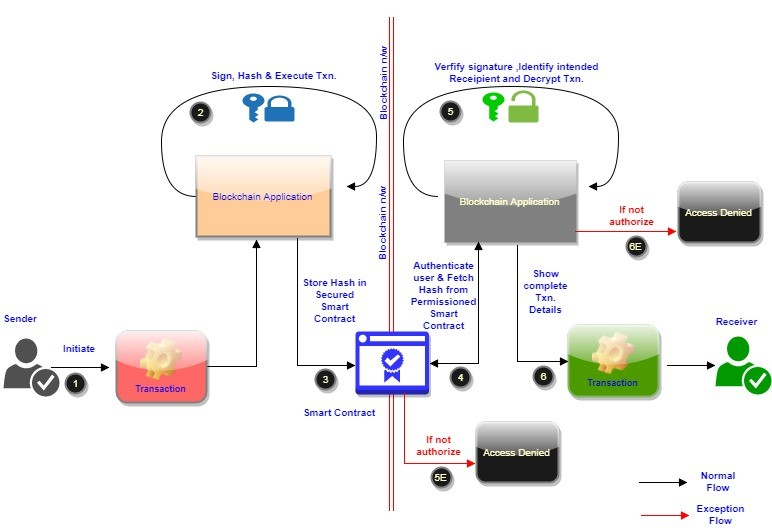 Sign, Hash & Execute Txn.
2
Blockchain Application
Blockchain n/w
Blockchain n/w
Verfify signature ,Identify intended
Receipient and Decrypt Txn.
5
Blockchain Application
If not
authorize
6E
Access Denied
Store Hash in
Secured
Smart
Contract
Authenticate
user & Fetch
Hash from
Permissioned
Smart
Contract
Show
complete
Txn.
Details
Sender
Initiate
1
Transaction
3
Smart Contract
4
6
Transaction
Receiver
If not
authorize
5E
Access Denied
Normal
Flow
Exception
Flow